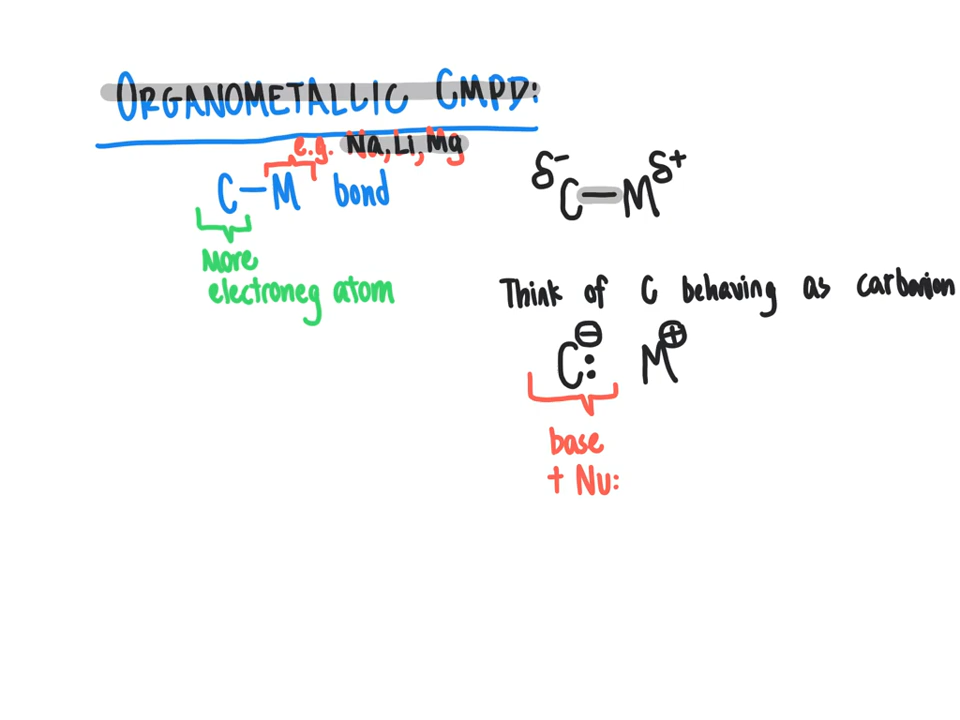 ORGANOMETALLIC CMPD:
e.g. Na, Li, Mg
C—M bond
More
electroneg atom
δ⁻ C—M δ⁺
Think of C behaving as carbanion
C:⊖ M⊕
base
+ Nu: